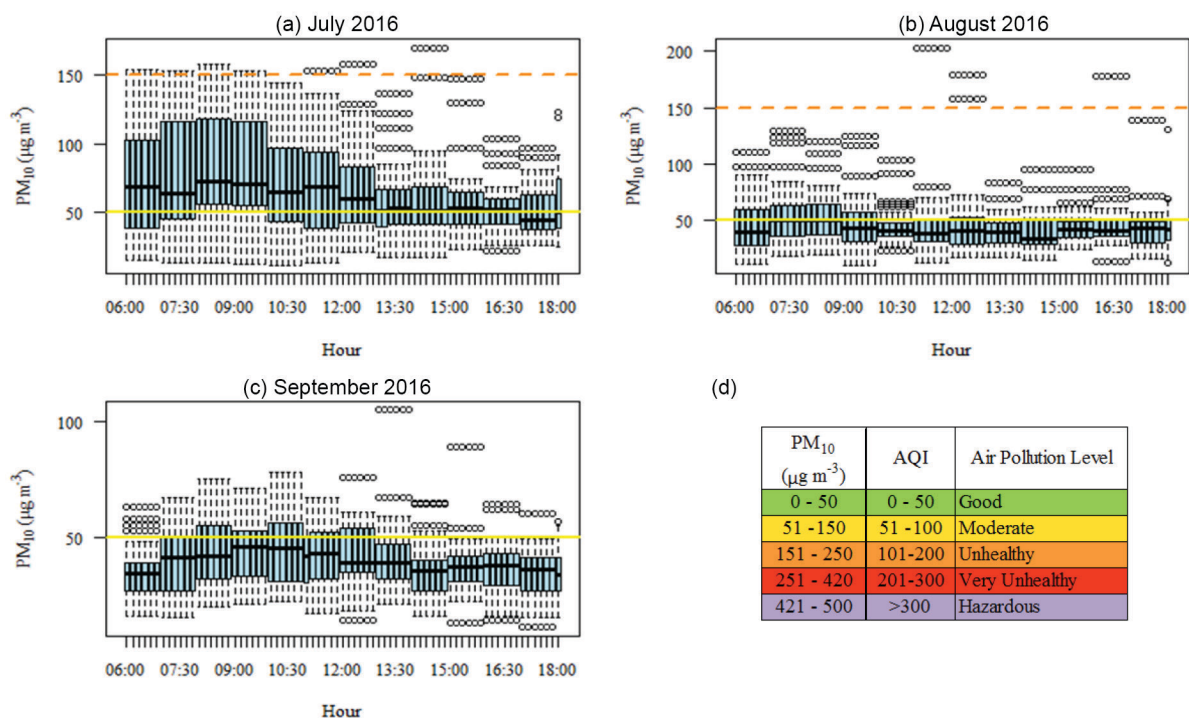 (a) July 2016
PM₁₀ (µg m⁻³)
150
100
50
06:00 07:30 09:00 10:30 12:00 13:30 15:00 16:30 18:00
Hour
(b) August 2016
PM₁₀ (µg m⁻³)
200
150
100
50
06:00 07:30 09:00 10:30 12:00 13:30 15:00 16:30 18:00
Hour
(c) September 2016
PM₁₀ (µg m⁻³)
100
50
06:00 07:30 09:00 10:30 12:00 13:30 15:00 16:30 18:00
Hour
(d)
PM₁₀ (µg m⁻³) AQI Air Pollution Level
0 - 50 0 - 50 Good
51 -150 51 -100 Moderate
151 - 250 101-200 Unhealthy
251 - 420 201-300 Very Unhealthy
421 - 500 >300 Hazardous